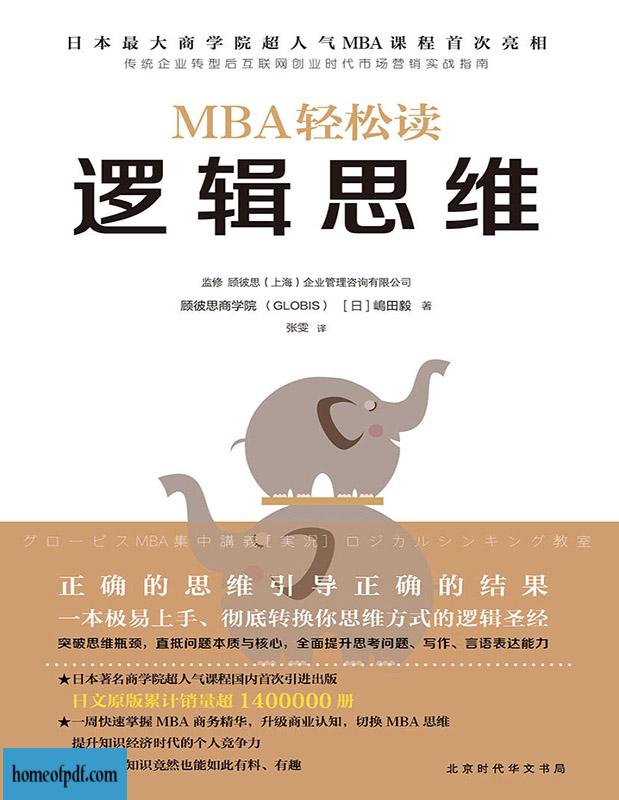 日本最大商学院超人气MBA课程首次亮相
传统企业转型后互联网创业时代市场营销实战指南
MBA轻松读
逻辑思维
监修 顾彼思（上海）企业管理咨询有限公司
顾彼思商学院（GLOBIS） [日]嶋田毅 著
张雯 译
グロービスMBA集中講義[実況]ロジカルシンキング教室
正确的思维引导正确的结果
一本极易上手、彻底转换你思维方式的逻辑圣经
突破思维瓶颈，直抵问题本质与核心，全面提升思考问题、写作、言语表达能力
★日本著名商学院超人气课程国内首次引进出版
日文原版累计销量超 1400000 册
★一周快速掌握MBA商务精华，升级商业认知，切换MBA思维
提升知识经济时代的个人竞争力
知识竟然也能如此有料、有趣
北京时代华文书局
homeofpdf.com